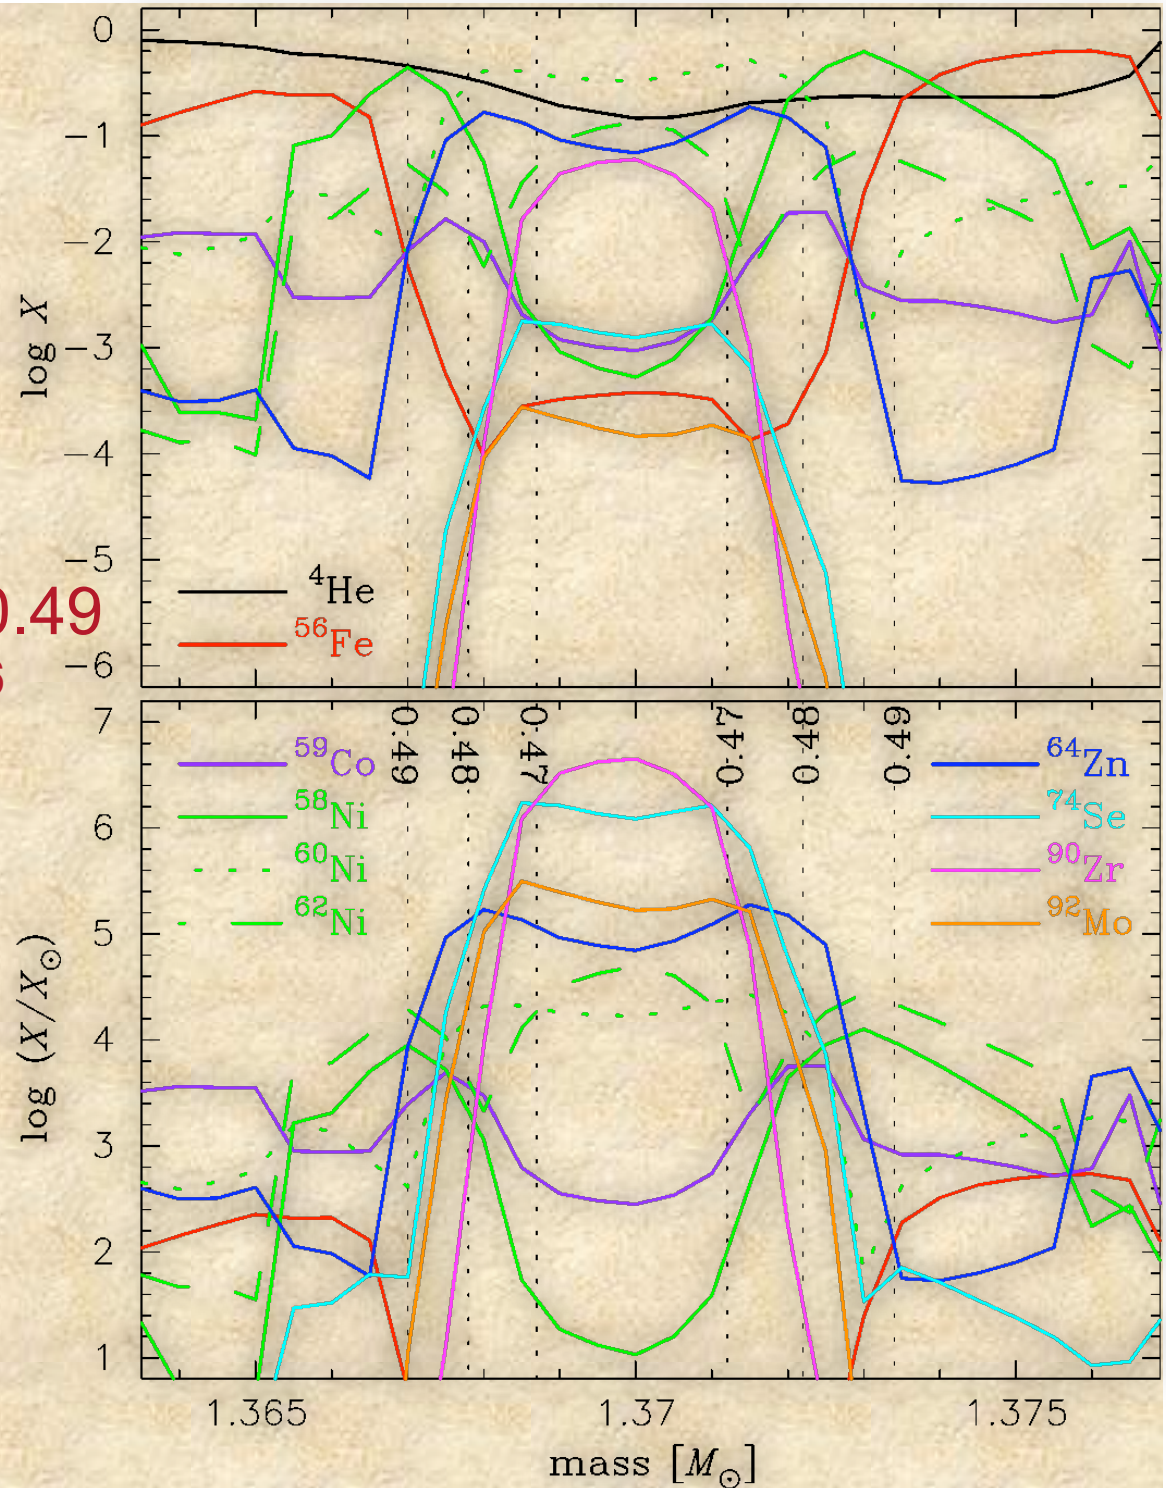 0
−1
−2
−3
−4
−5
−6
log X
⁴He
⁵⁶Fe
0.49
7
6
5
4
3
2
1
log (X/X☉)
⁵⁹Co
⁵⁸Ni
⁶⁰Ni
⁶²Ni
0.49
0.48
0.47
0.47
0.48
0.49
⁶⁴Zn
⁷⁴Se
⁹⁰Zr
⁹²Mo
1.365
1.37
1.375
mass [M☉]